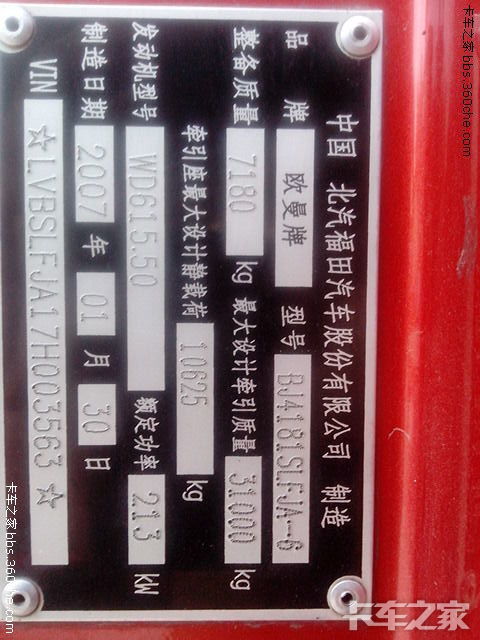 中国 北汽福田汽车股份有限公司 制造
品牌 欧曼牌 型号 BJ4181SLFJA-6
整备质量 7180 kg 最大设计牵引质量 31000 kg
牵引座最大设计静载荷 10625 kg
发动机型号 WD615.50 额定功率 213 kW
制造日期 2007 年 01 月 30 日
VIN ☆LVBSLFJA17H003563☆
卡车之家 bbs.360che.com
卡车之家 bbs.360che.com
卡车之家